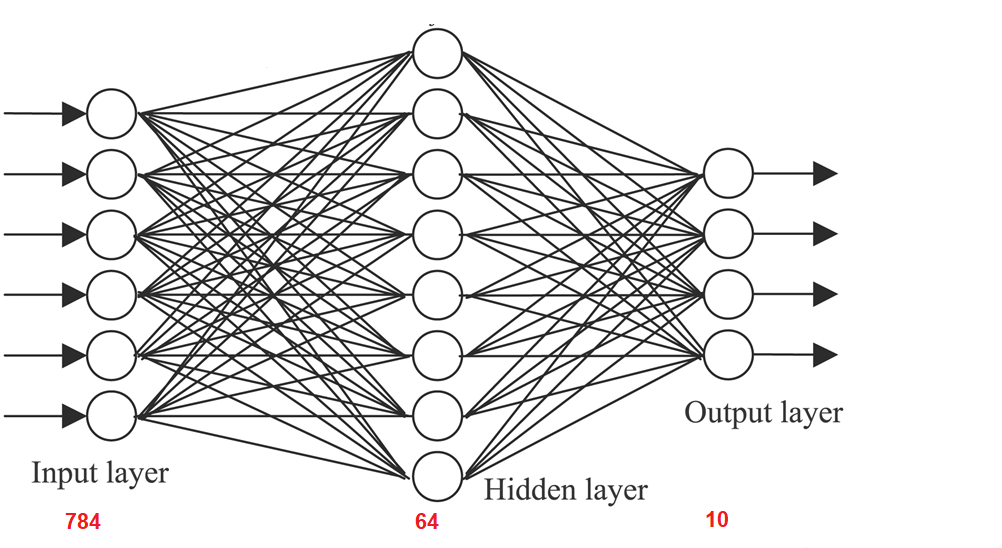 Input layer
Hidden layer
Output layer
784
64
10